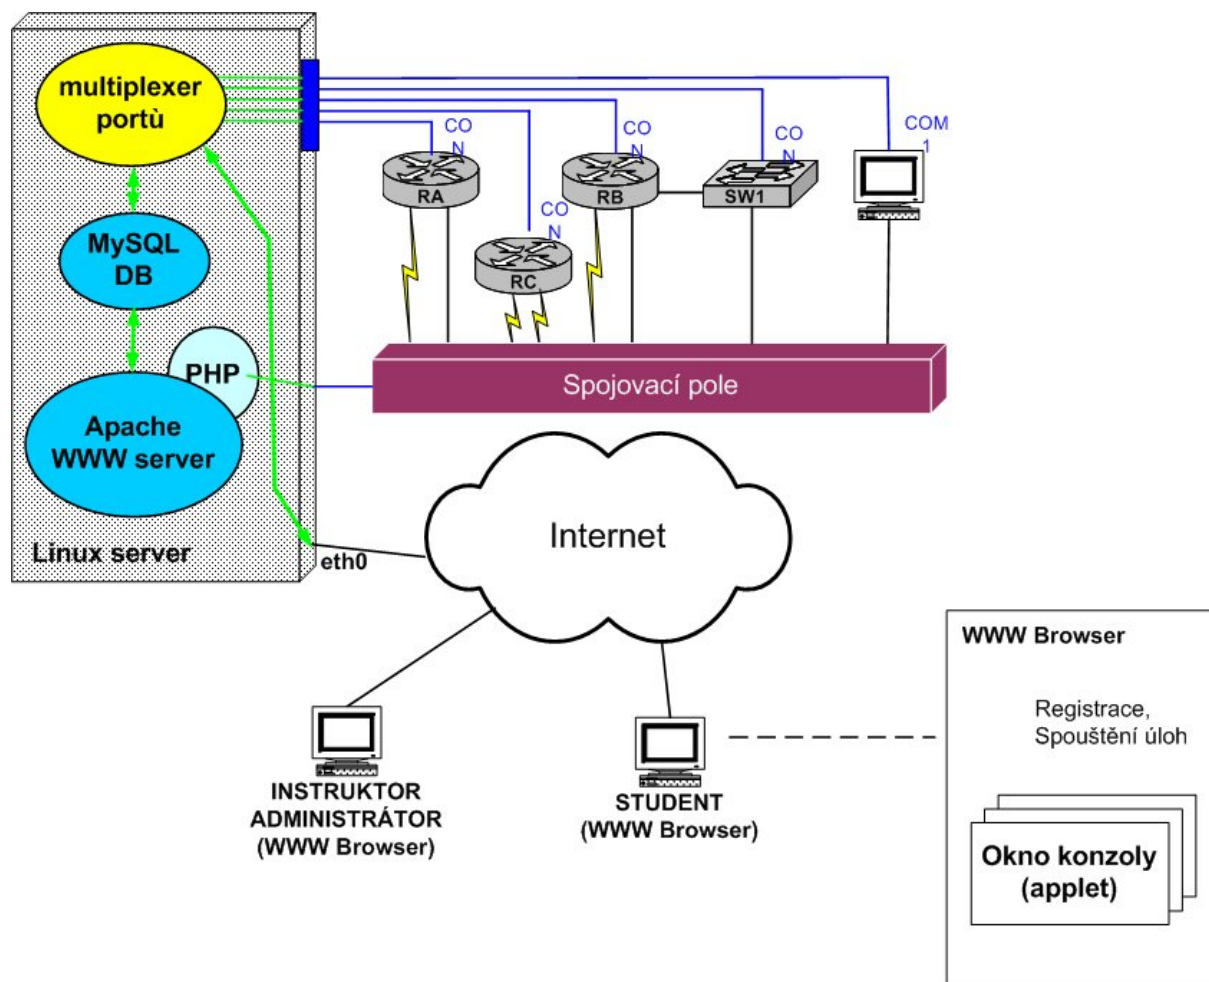 multiplexer
portù
MySQL
DB
PHP
Apache
WWW server
Linux server
eth0
CO
N
RA
CO
N
RC
CO
N
RB
CO
N
SW1
COM
1
Spojovací pole
Internet
INSTRUKTOR
ADMINISTRÁTOR
(WWW Browser)
STUDENT
(WWW Browser)
WWW Browser
Registrace,
Spouštění úloh
Okno konzoly
(applet)